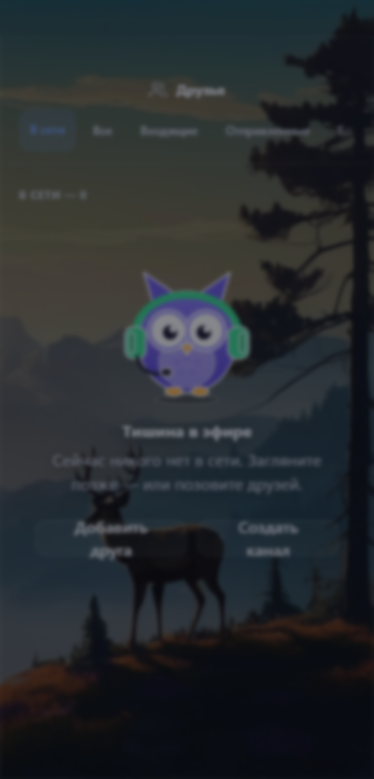 Друзья
В сети
Все
Входящие
Отправленные
В СЕТИ — 0
Тишина в эфире
Сейчас никого нет в сети. Загляните
позже — или позовите друзей.
Добавить
друга
Создать
канал